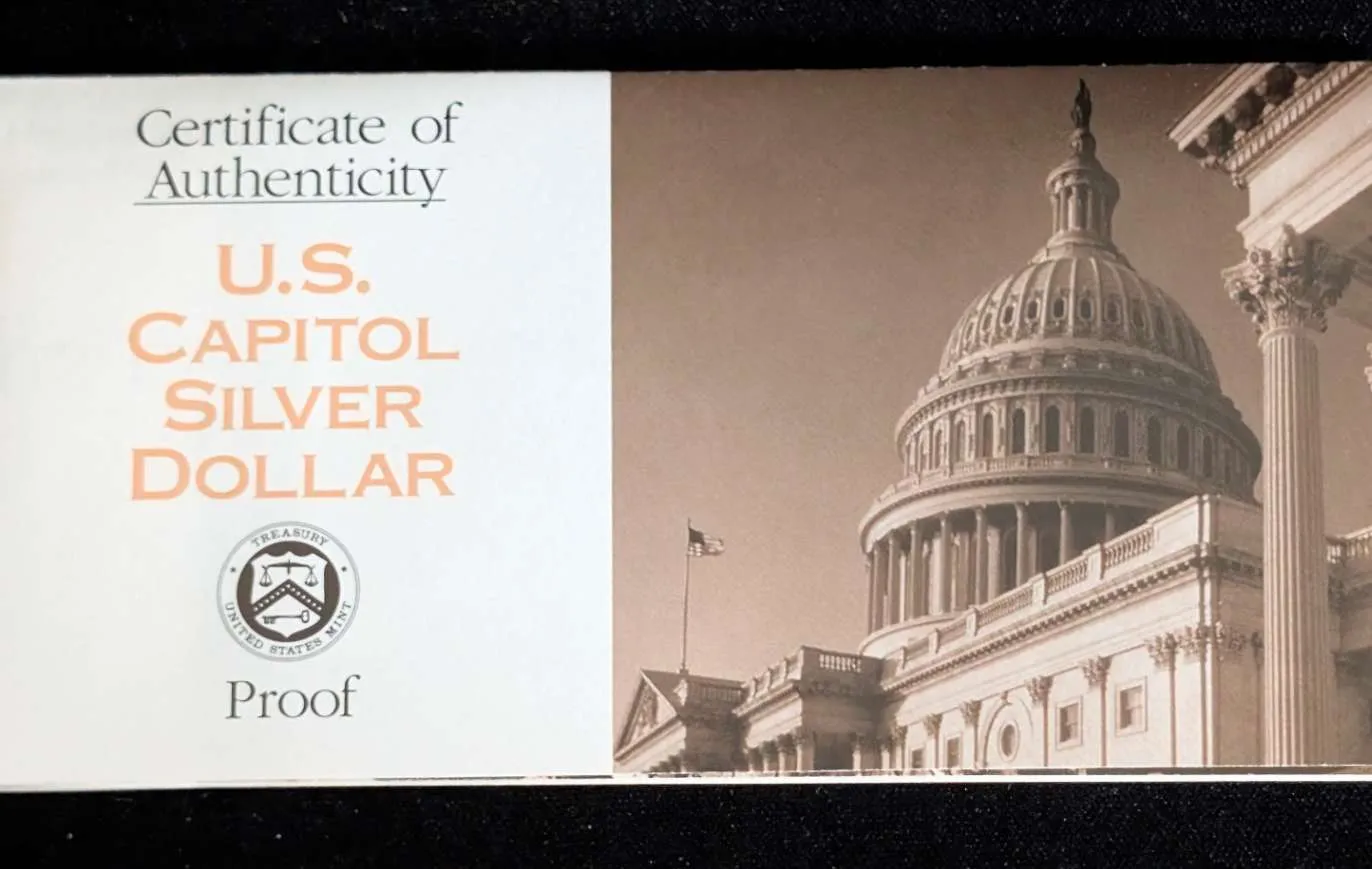 Certificate of
Authenticity
U.S.
CAPITOL
SILVER
DOLLAR
TREASURY
UNITED STATES MINT
Proof